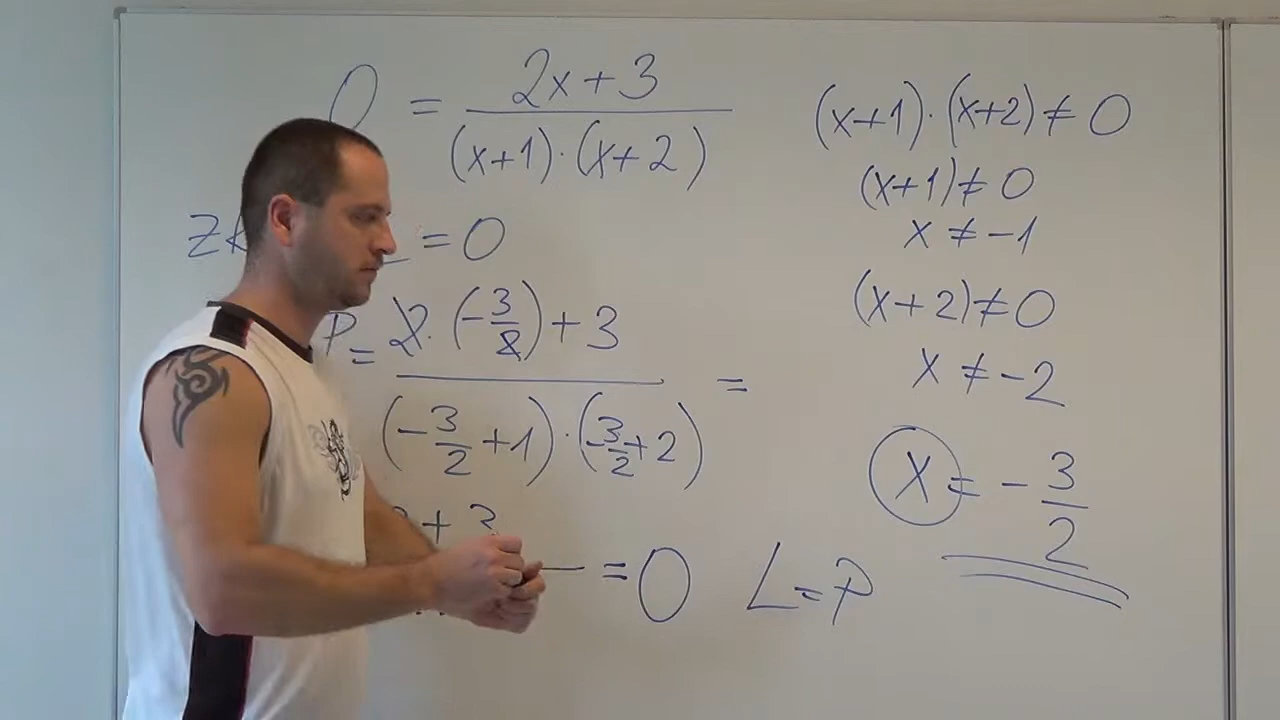 0 = 2x+3 / (x+1)·(x+2)
= 0
P = 2·(-3/2)+3 / (-3/2+1)·(-3/2+2) =
+ 3 = 0 L=P
(x+1)·(x+2)≠0
(x+1)≠0
x≠-1
(x+2)≠0
x≠-2
x = -3/2